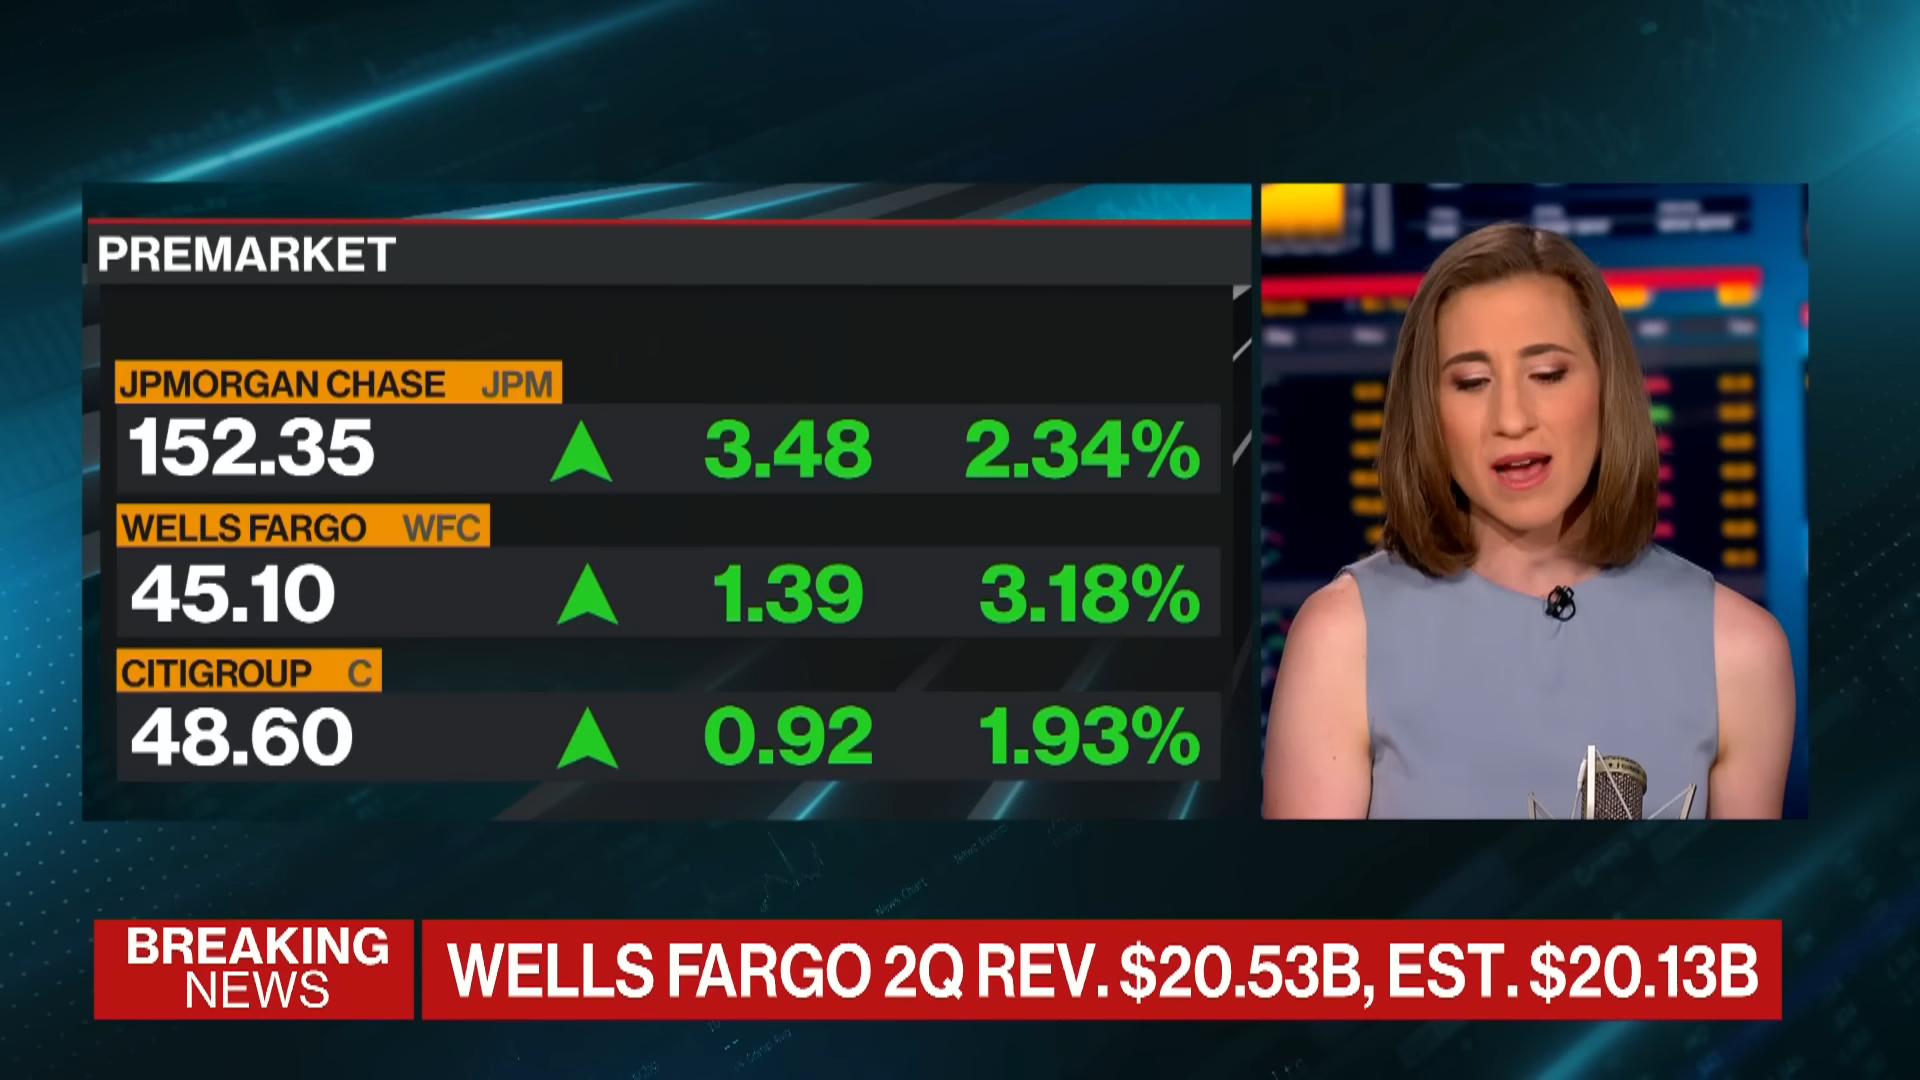 PREMARKET
JPMORGAN CHASE JPM
152.35 3.48 2.34%
WELLS FARGO WFC
45.10 1.39 3.18%
CITIGROUP C
48.60 0.92 1.93%
BREAKING
NEWS
WELLS FARGO 2Q REV. $20.53B, EST. $20.13B